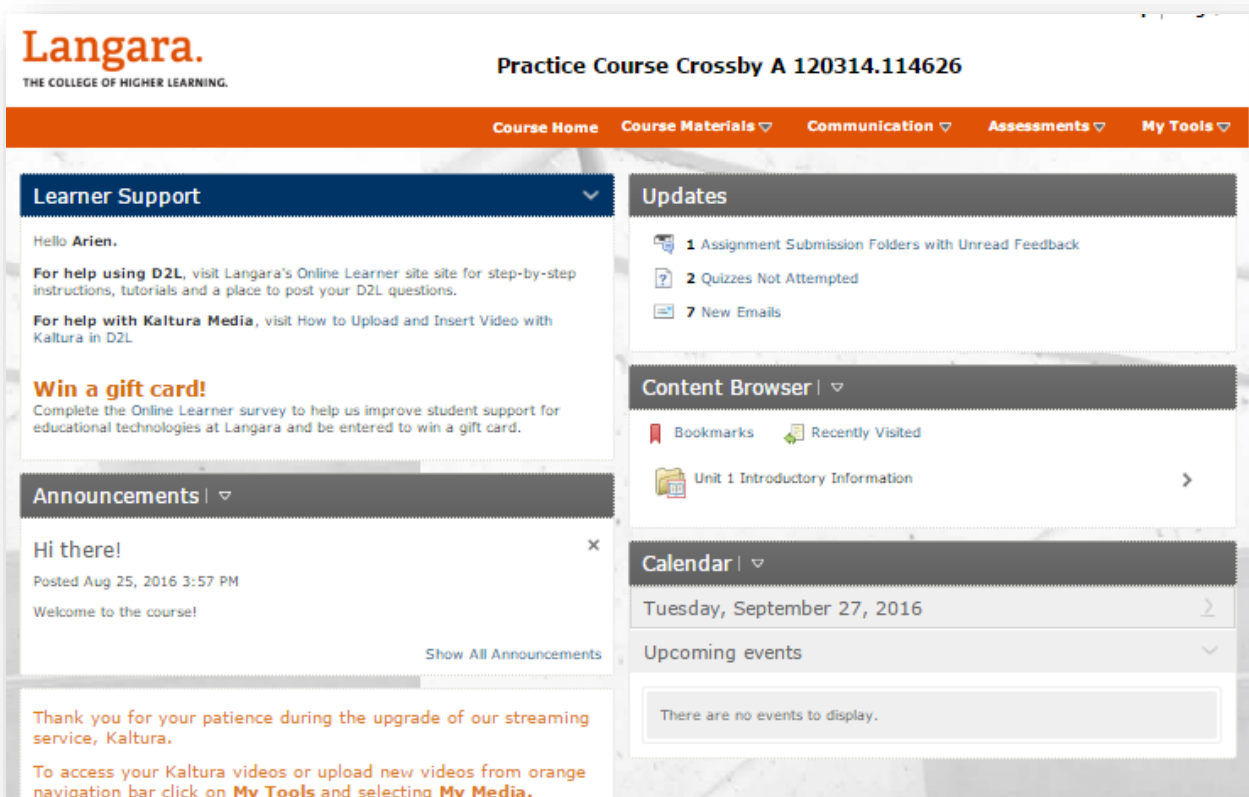 Langara.
THE COLLEGE OF HIGHER LEARNING.
Practice Course Crossby A 120314.114626
Course Home Course Materials Communication Assessments My Tools
Learner Support
Hello Arien.
For help using D2L, visit Langara's Online Learner site site for step-by-step
instructions, tutorials and a place to post your D2L questions.
For help with Kaltura Media, visit How to Upload and Insert Video with
Kaltura in D2L
Win a gift card!
Complete the Online Learner survey to help us improve student support for
educational technologies at Langara and be entered to win a gift card.
Announcements
Hi there!
Posted Aug 25, 2016 3:57 PM
Welcome to the course!
Show All Announcements
Thank you for your patience during the upgrade of our streaming
service, Kaltura.
To access your Kaltura videos or upload new videos from orange
navigation bar click on My Tools and selecting My Media.
Updates
1 Assignment Submission Folders with Unread Feedback
2 Quizzes Not Attempted
7 New Emails
Content Browser
Bookmarks Recently Visited
Unit 1 Introductory Information
Calendar
Tuesday, September 27, 2016
Upcoming events
There are no events to display.